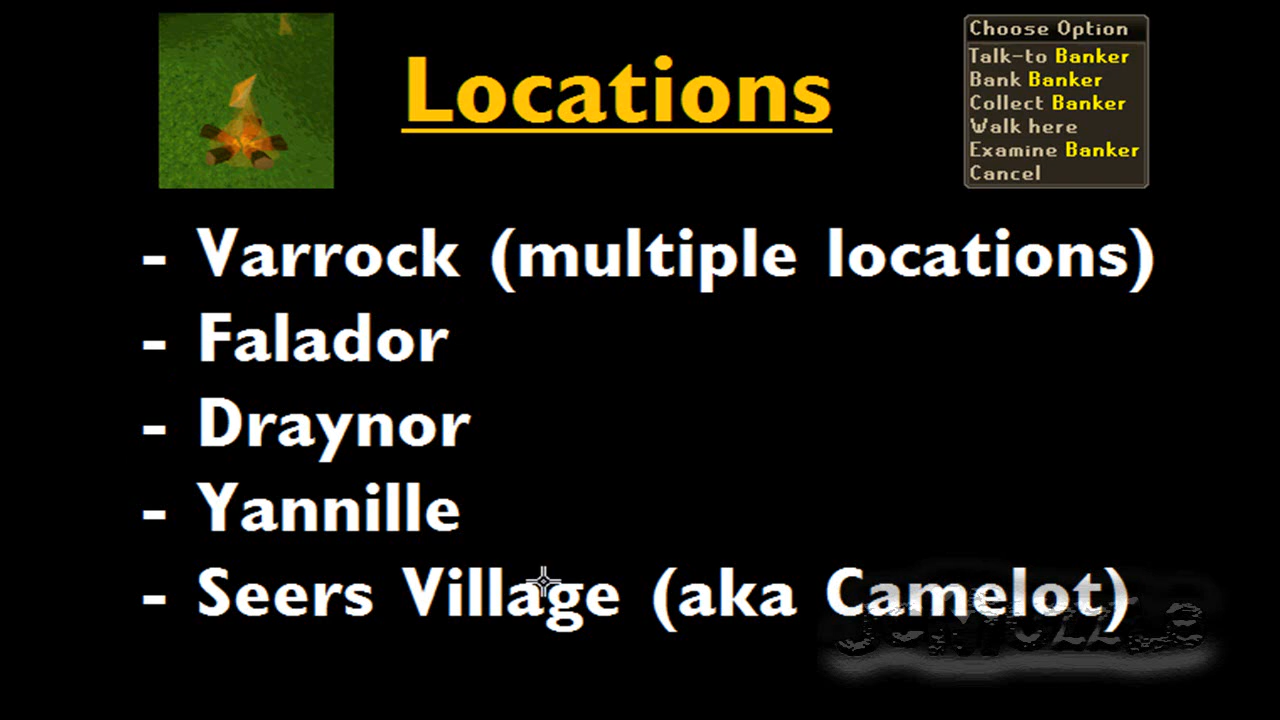 Locations
Choose Option
Talk-to Banker
Bank Banker
Collect Banker
Walk here
Examine Banker
Cancel
- Varrock (multiple locations)
- Falador
- Draynor
- Yannille
- Seers Village (aka Camelot)